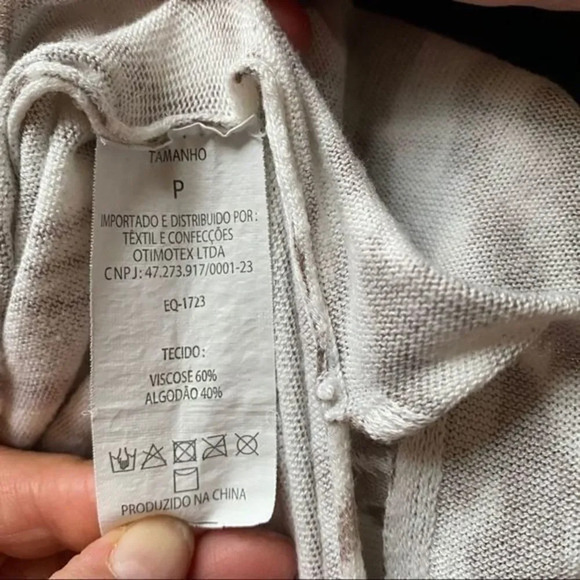 TAMANHO
P
IMPORTADO E DISTRIBUIDO POR:
TÊXTIL E CONFECÇÕES
OTIMOTEX LTDA
CNPJ: 47.273.917/0001-23
EQ-1723
TECIDO:
VISCOSE 60%
ALGODÃO 40%
PRODUZIDO NA CHINA